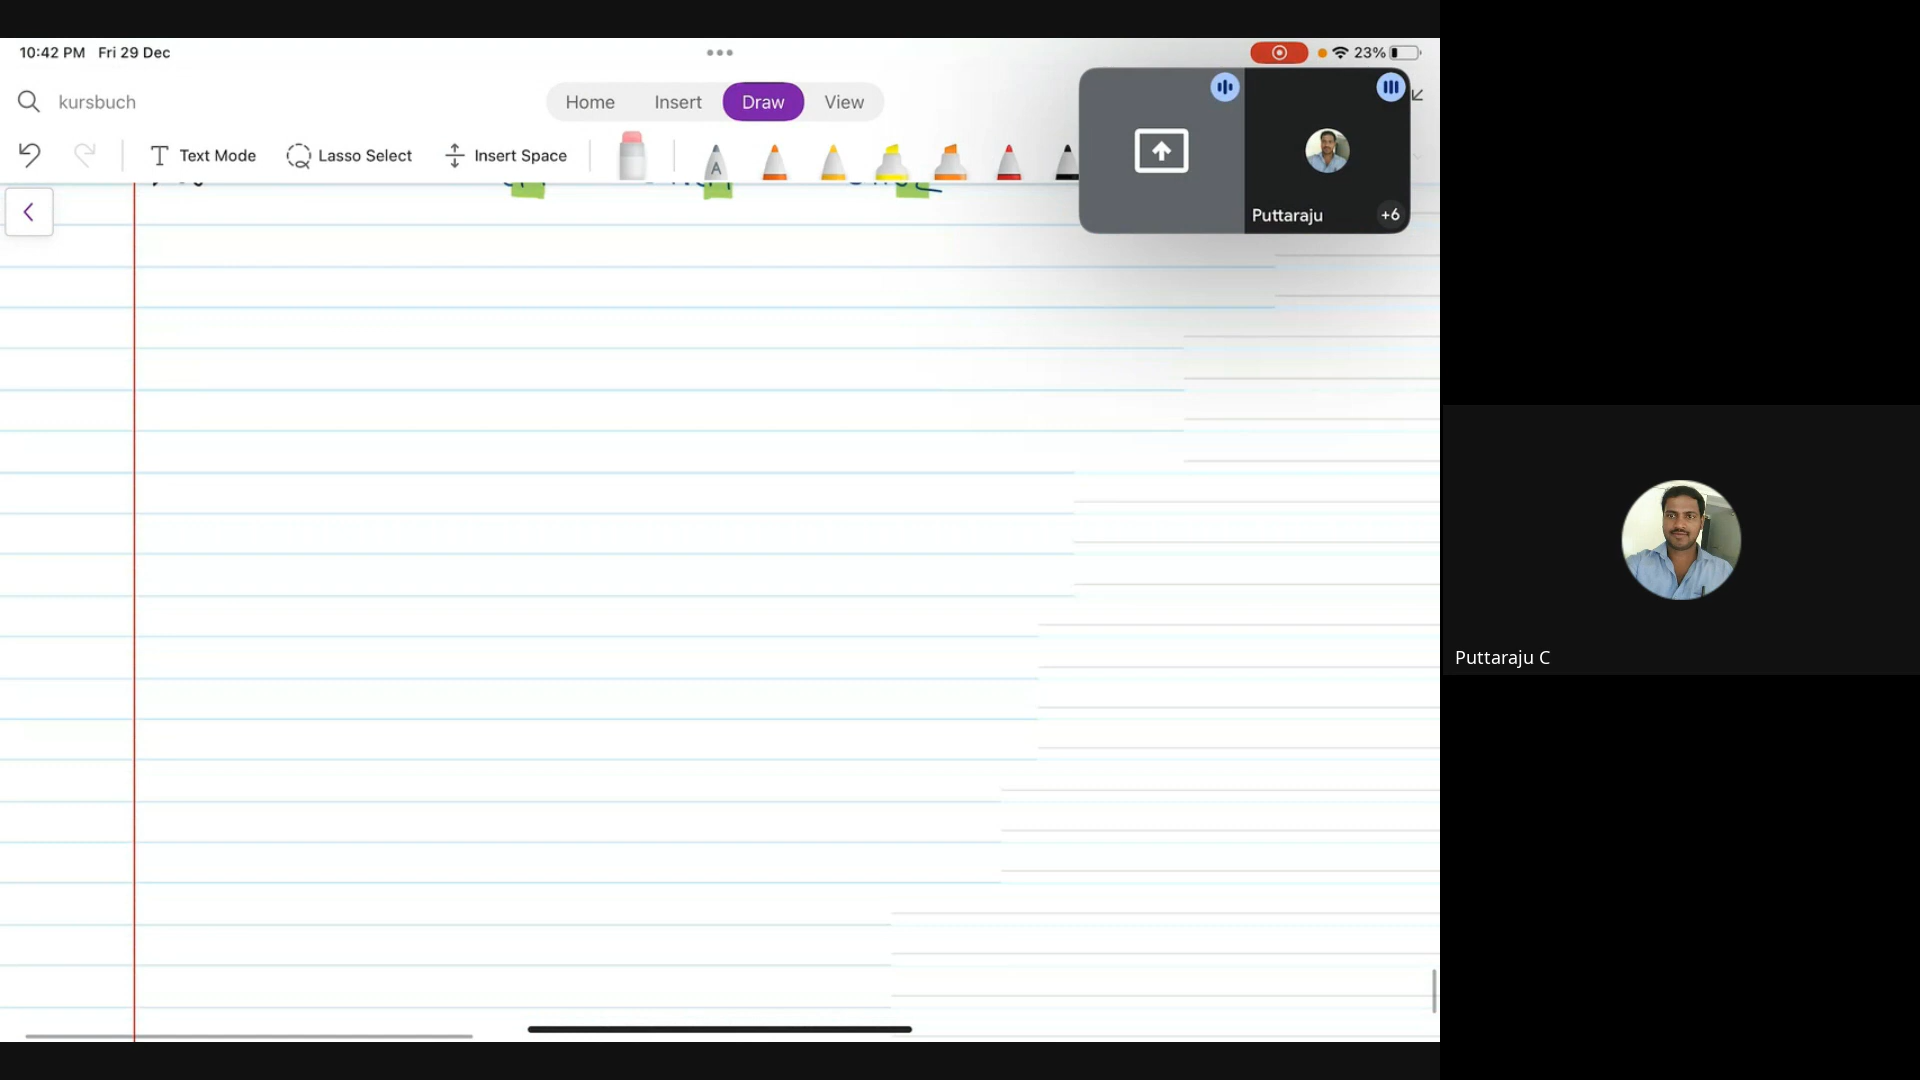 10:42 PM Fri 29 Dec
23%
kursbuch
Home Insert Draw View
Text Mode Lasso Select Insert Space
A
Puttaraju +6
Puttaraju C